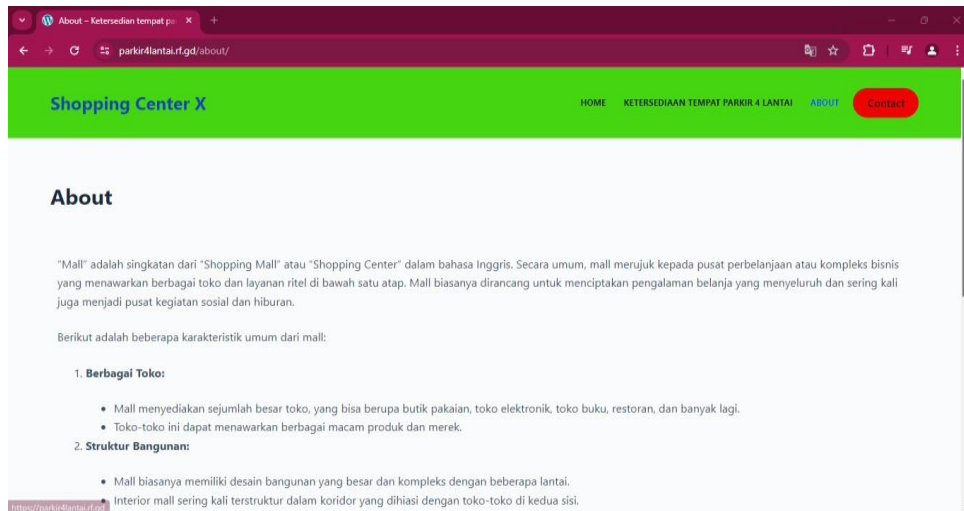 About – Ketersedian tempat pa
parkir4lantai.rf.gd/about/
Shopping Center X
HOME KETERSEDIAAN TEMPAT PARKIR 4 LANTAI ABOUT Contact
About
"Mall" adalah singkatan dari "Shopping Mall" atau "Shopping Center" dalam bahasa Inggris. Secara umum, mall merujuk kepada pusat perbelanjaan atau kompleks bisnis
yang menawarkan berbagai toko dan layanan ritel di bawah satu atap. Mall biasanya dirancang untuk menciptakan pengalaman belanja yang menyeluruh dan sering kali
juga menjadi pusat kegiatan sosial dan hiburan.
Berikut adalah beberapa karakteristik umum dari mall:
1. Berbagai Toko:
• Mall menyediakan sejumlah besar toko, yang bisa berupa butik pakaian, toko elektronik, toko buku, restoran, dan banyak lagi.
• Toko-toko ini dapat menawarkan berbagai macam produk dan merek.
2. Struktur Bangunan:
• Mall biasanya memiliki desain bangunan yang besar dan kompleks dengan beberapa lantai.
• Interior mall sering kali terstruktur dalam koridor yang dihiasi dengan toko-toko di kedua sisi.
https://parkir4lantai.rf.gd